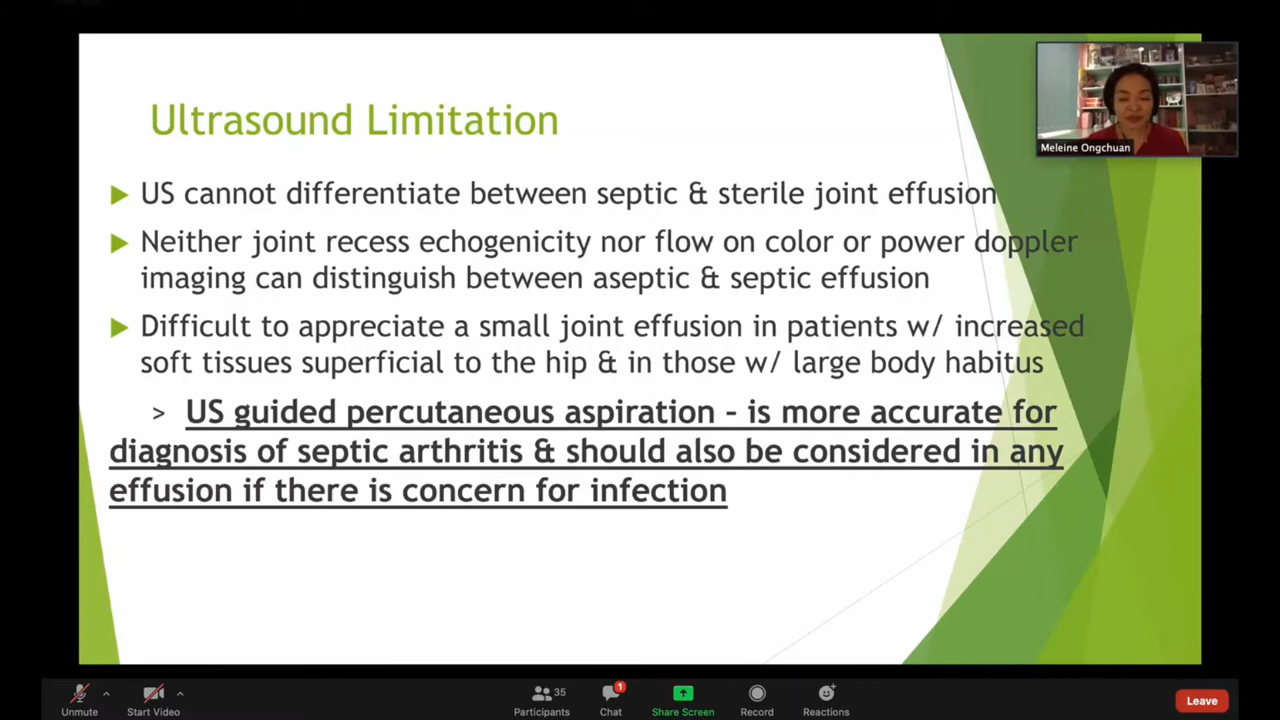 Ultrasound Limitation
US cannot differentiate between septic & sterile joint effusion
Neither joint recess echogenicity nor flow on color or power doppler
imaging can distinguish between aseptic & septic effusion
Difficult to appreciate a small joint effusion in patients w/ increased
soft tissues superficial to the hip & in those w/ large body habitus
> US guided percutaneous aspiration – is more accurate for
diagnosis of septic arthritis & should also be considered in any
effusion if there is concern for infection
Meleine Ongchuan
35
1
Unmute
Start Video
Participants
Chat
Share Screen
Record
Reactions
Leave